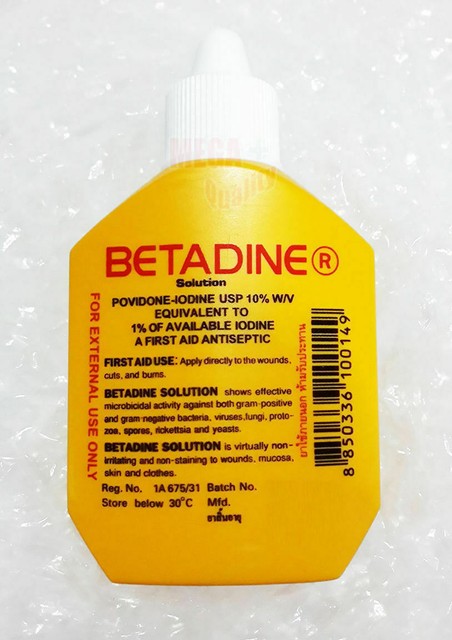 MEGA
Quality
BETADINE®
Solution
POVIDONE-IODINE USP 10% W/V
EQUIVALENT TO
1% OF AVAILABLE IODINE
A FIRST AID ANTISEPTIC
FIRST AID USE: Apply directly to the wounds,
cuts, and burns.
BETADINE SOLUTION shows effective
microbicidal activity against both gram-positive
and gram-negative bacteria, viruses, fungi, proto-
zoa, spores, rickettsia and yeasts.
BETADINE SOLUTION is virtually non-
irritating and non-staining to wounds, mucosa,
skin and clothes.
Reg. No. 1A 675/31 Batch No.
Store below 30°C Mfd.
ยาสิ้นอายุ
FOR EXTERNAL USE ONLY
ยาใช้ภายนอก ห้ามรับประทาน
8 850336 100149